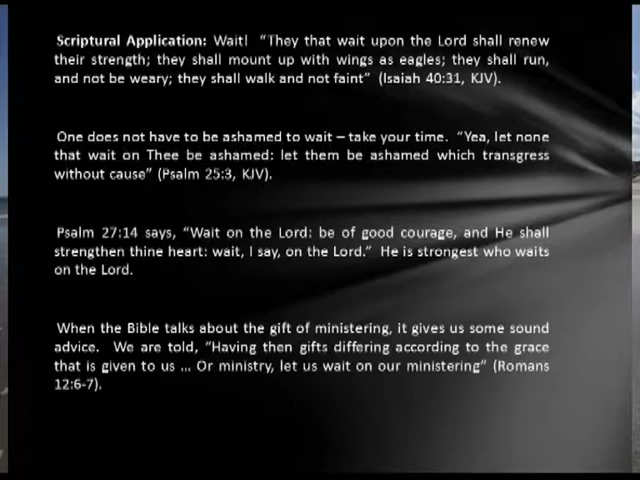 Scriptural Application: Wait!  "They that wait upon the Lord shall renew
their strength; they shall mount up with wings as eagles; they shall run,
and not be weary; they shall walk and not faint"  (Isaiah 40:31, KJV).
One does not have to be ashamed to wait – take your time.  "Yea, let none
that wait on Thee be ashamed: let them be ashamed which transgress
without cause" (Psalm 25:3, KJV).
Psalm 27:14 says, "Wait on the Lord: be of good courage, and He shall
strengthen thine heart: wait, I say, on the Lord."  He is strongest who waits
on the Lord.
When the Bible talks about the gift of ministering, it gives us some sound
advice.  We are told, "Having then gifts differing according to the grace
that is given to us ... Or ministry, let us wait on our ministering" (Romans
12:6-7).